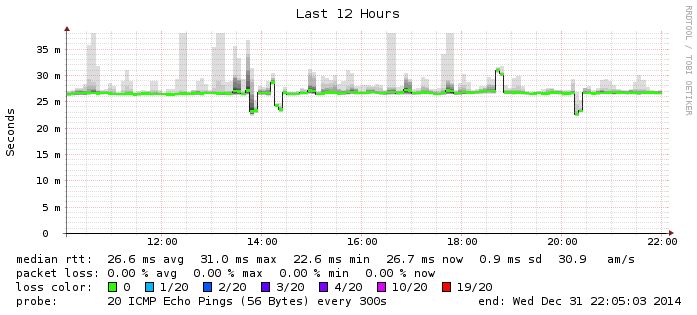 Last 12 Hours
RRDTOOL / TOBI OETIKER
Seconds
35 m
30 m
25 m
20 m
15 m
10 m
5 m
0
12:00 14:00 16:00 18:00 20:00 22:00
median rtt: 26.6 ms avg 31.0 ms max 22.6 ms min 26.7 ms now 0.9 ms sd 30.9 am/s
packet loss: 0.00 % avg 0.00 % max 0.00 % min 0.00 % now
loss color: 0 1/20 2/20 3/20 4/20 10/20 19/20
probe: 20 ICMP Echo Pings (56 Bytes) every 300s end: Wed Dec 31 22:05:03 2014